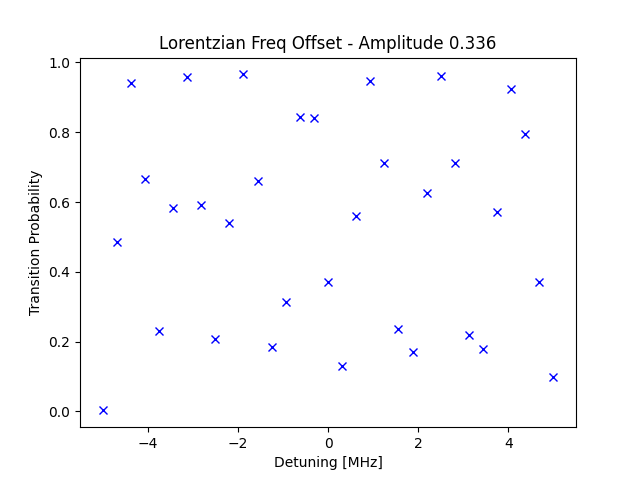 Lorentzian Freq Offset - Amplitude 0.336
1.0
0.8
0.6
0.4
0.2
0.0
Transition Probability
−4 −2 0 2 4
Detuning [MHz]